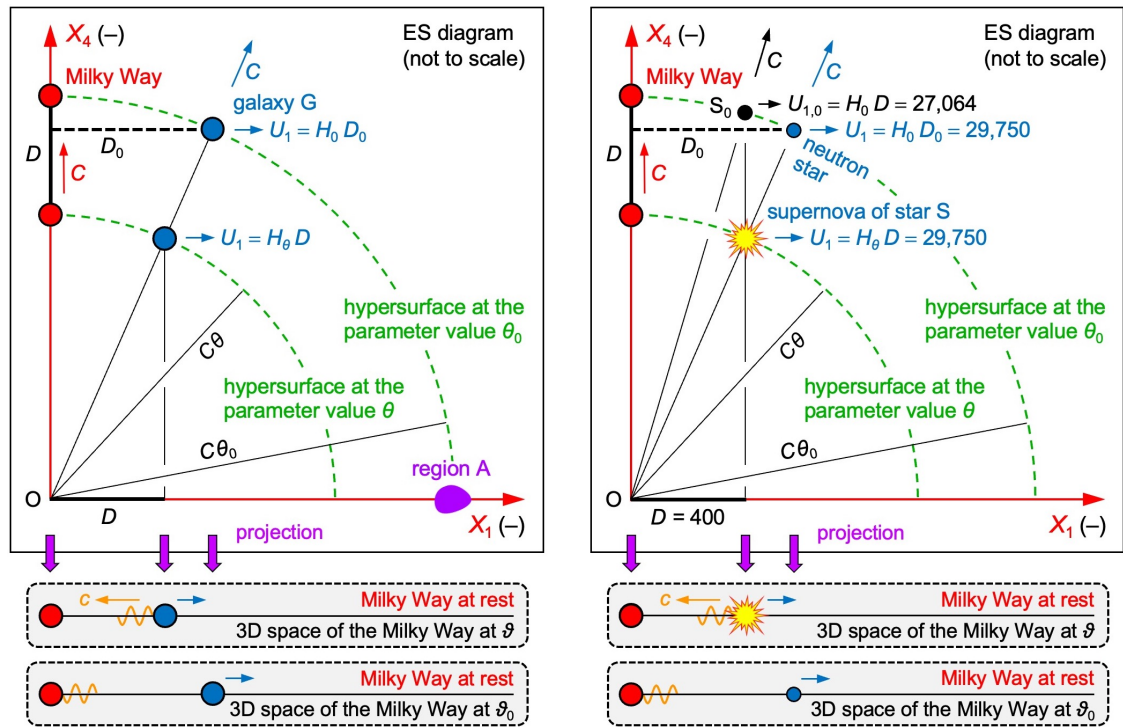 X₄ (–)
ES diagram
(not to scale)
Milky Way
C
galaxy G
U₁ = H₀ D₀
D₀
D
C
U₁ = H_θ D
hypersurface at the
parameter value θ₀
Cθ
hypersurface at the
parameter value θ
Cθ₀
region A
O
D
X₁ (–)
projection
c
Milky Way at rest
3D space of the Milky Way at ϑ
Milky Way at rest
3D space of the Milky Way at ϑ₀
X₄ (–)
ES diagram
(not to scale)
C
C
Milky Way
S₀
U₁,₀ = H₀ D = 27,064
U₁ = H₀ D₀ = 29,750
D₀
D
neutron
star
C
supernova of star S
U₁ = H_θ D = 29,750
hypersurface at the
parameter value θ₀
Cθ
hypersurface at the
parameter value θ
Cθ₀
O
D = 400
X₁ (–)
projection
c
Milky Way at rest
3D space of the Milky Way at ϑ
Milky Way at rest
3D space of the Milky Way at ϑ₀